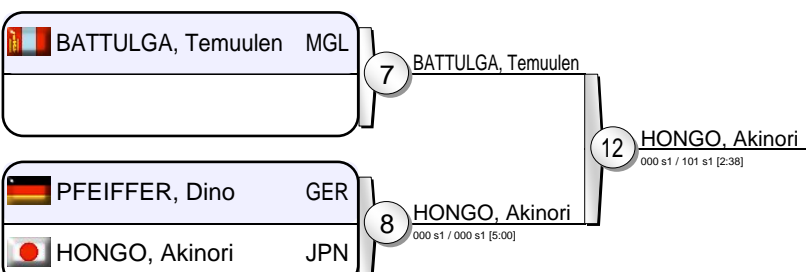 BATTULGA, Temuulen MGL
7
BATTULGA, Temuulen
12
HONGO, Akinori
000 s1 / 101 s1 [2:38]
PFEIFFER, Dino GER
8
HONGO, Akinori
000 s1 / 000 s1 [5:00]
HONGO, Akinori JPN